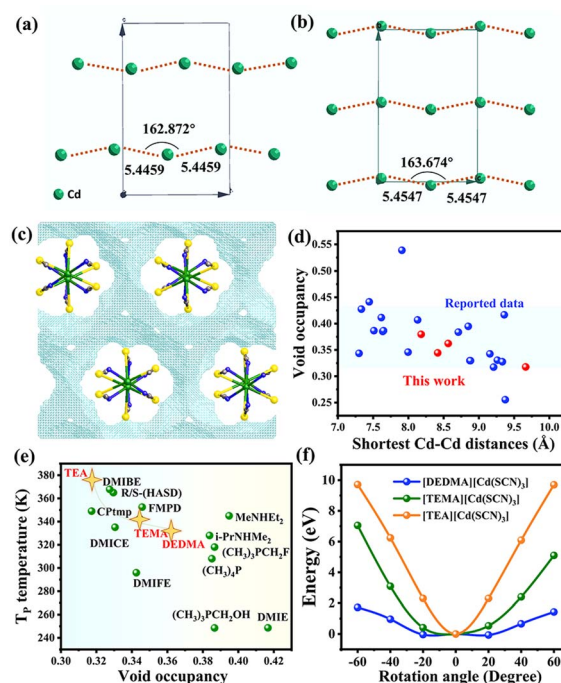 (a)
162.872°
5.4459
5.4459
Cd
(b)
163.674°
5.4547
5.4547
(c)
(d)
Void occupancy
0.55
0.50
0.45
0.40
0.35
0.30
0.25
Reported data
This work
7.5 8.0 8.5 9.0 9.5
Shortest Cd-Cd distances (Å)
(e)
T_P temperature (K)
380
360
340
320
300
280
260
240
TEA
DMIBE
R/S-(HASD)
CPtmp
FMPD
MeNHEt₂
TEMA
DEDMA
DMICE
i-PrNHMe₂
(CH₃)₃PCH₂F
(CH₃)₄P
DMIFE
(CH₃)₃PCH₂OH
DMIE
0.30 0.32 0.34 0.36 0.38 0.40 0.42
Void occupancy
(f)
Energy (eV)
12
10
8
6
4
2
0
[DEDMA][Cd(SCN)₃]
[TEMA][Cd(SCN)₃]
[TEA][Cd(SCN)₃]
-60 -40 -20 0 20 40 60
Rotation angle (Degree)